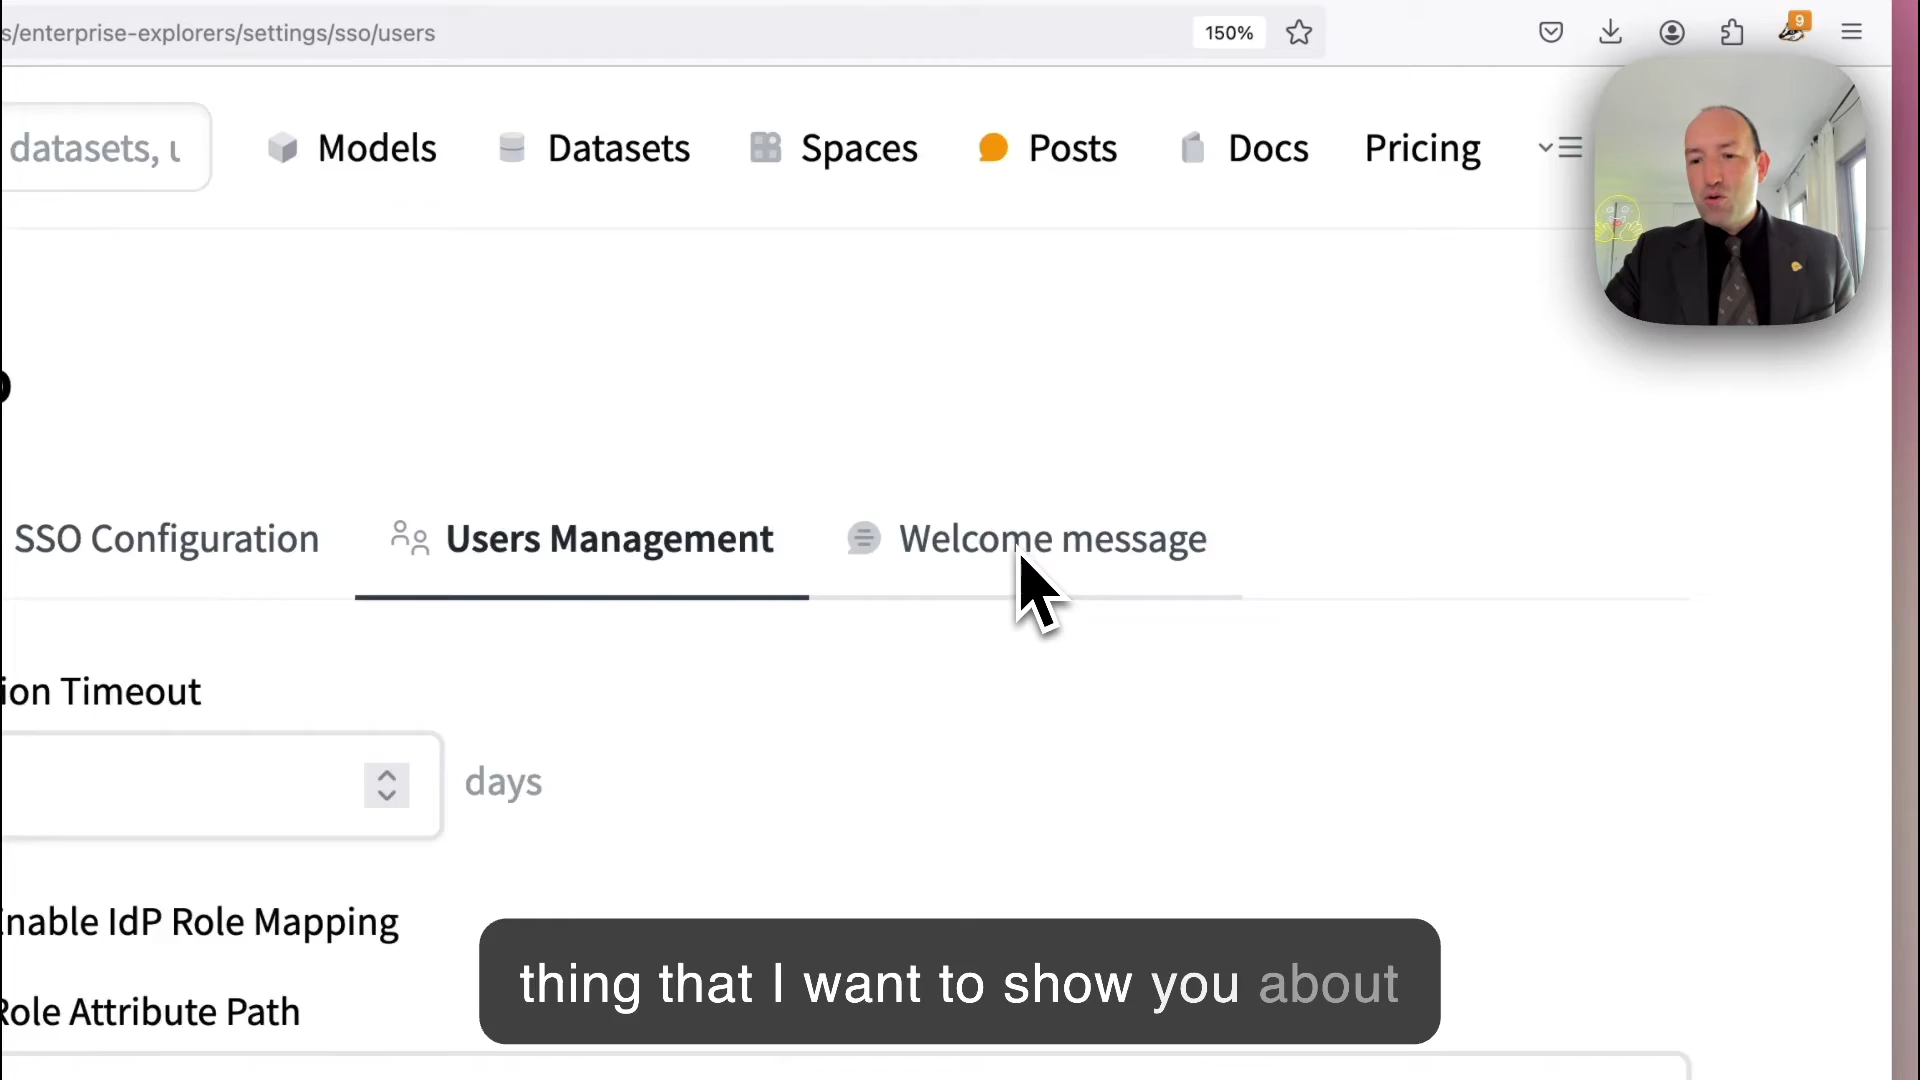 s/enterprise-explorers/settings/sso/users
150%
9
datasets, u
Models
Datasets
Spaces
Posts
Docs
Pricing
SSO Configuration
Users Management
Welcome message
ion Timeout
days
Enable IdP Role Mapping
Role Attribute Path
thing that I want to show you about